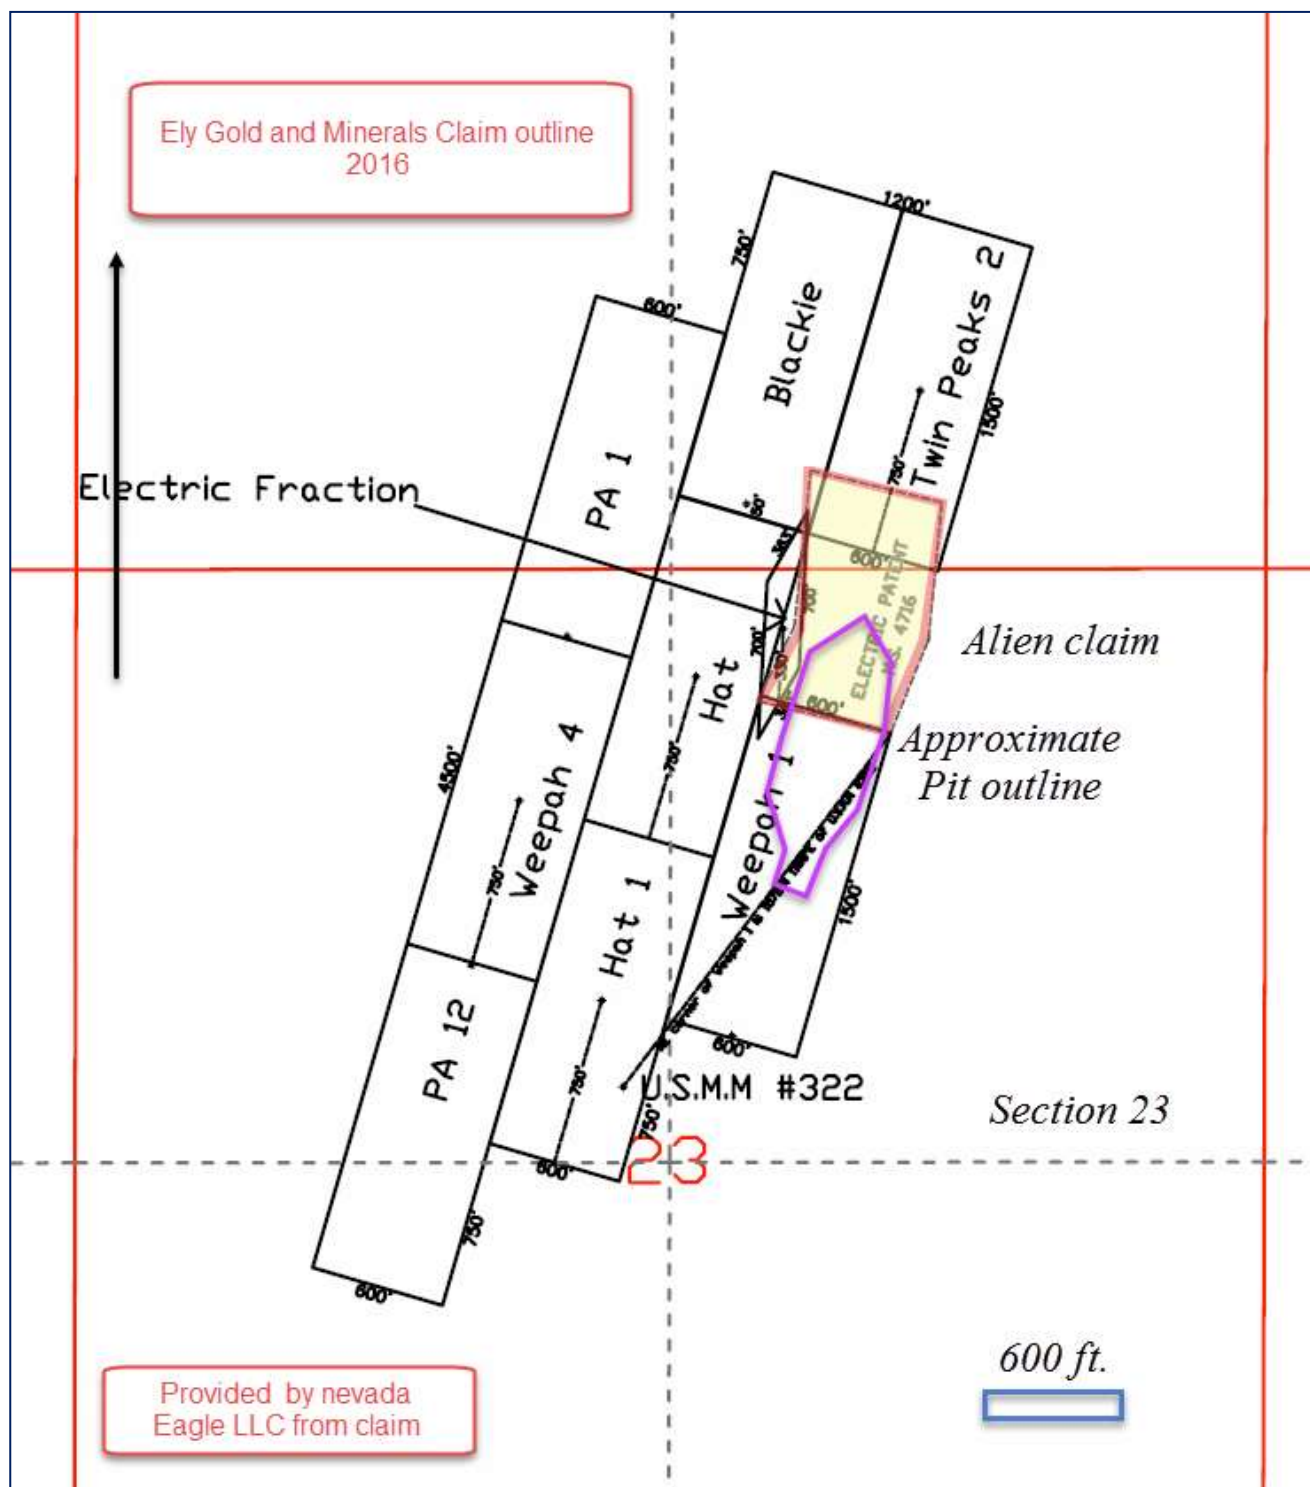 Ely Gold and Minerals Claim outline
2016
1200'
750'
Blackie
Twin Peaks 2
1500'
750'
600'
PA 1
Electric Fraction
600'
ELECTRIC PATENT
M.S. 4716
700'
700'
600'
Alien claim
Approximate
Pit outline
Hat
750'
4500'
Weepah 4
750'
Weepah 1
1500'
Hat 1
750'
600'
PA 12
U.S.M.M #322
750'
Section 23
23
600'
750'
600'
600 ft.
Provided by nevada
Eagle LLC from claim